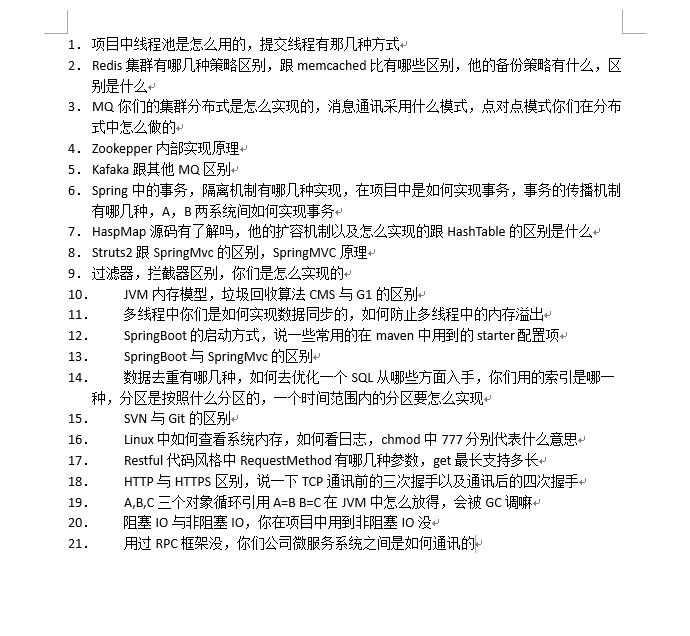 1. 项目中线程池是怎么用的，提交线程有那几种方式
2. Redis 集群有哪几种策略区别，跟 memcached 比有哪些区别，他的备份策略有什么，区
别是什么
3. MQ 你们的集群分布式是怎么实现的，消息通讯采用什么模式，点对点模式你们在分布
式中怎么做的
4. Zookepper 内部实现原理
5. Kafaka 跟其他 MQ 区别
6. Spring 中的事务，隔离机制有哪几种实现，在项目中是如何实现事务，事务的传播机制
有哪几种，A，B 两系统间如何实现事务
7. HaspMap 源码有了解吗，他的扩容机制以及怎么实现的跟 HashTable 的区别是什么
8. Struts2 跟 SpringMvc 的区别，SpringMVC 原理
9. 过滤器，拦截器区别，你们是怎么实现的
10. JVM 内存模型，垃圾回收算法 CMS 与 G1 的区别
11. 多线程中你们是如何实现数据同步的，如何防止多线程中的内存溢出
12. SpringBoot 的启动方式，说一些常用的在 maven 中用到的 starter 配置项
13. SpringBoot 与 SpringMvc 的区别
14. 数据去重有哪几种，如何去优化一个 SQL 从哪些方面入手，你们用的索引是哪一
种，分区是按照什么分区的，一个时间范围内的分区要怎么实现
15. SVN 与 Git 的区别
16. Linux 中如何查看系统内存，如何看日志，chmod 中 777 分别代表什么意思
17. Restful 代码风格中 RequestMethod 有哪几种参数，get 最长支持多长
18. HTTP 与 HTTPS 区别，说一下 TCP 通讯前的三次握手以及通讯后的四次握手
19. A,B,C 三个对象循环引用 A=B B=C 在 JVM 中怎么放得，会被 GC 调嘛
20. 阻塞 IO 与非阻塞 IO，你在项目中用到非阻塞 IO 没
21. 用过 RPC 框架没，你们公司微服务系统之间是如何通讯的